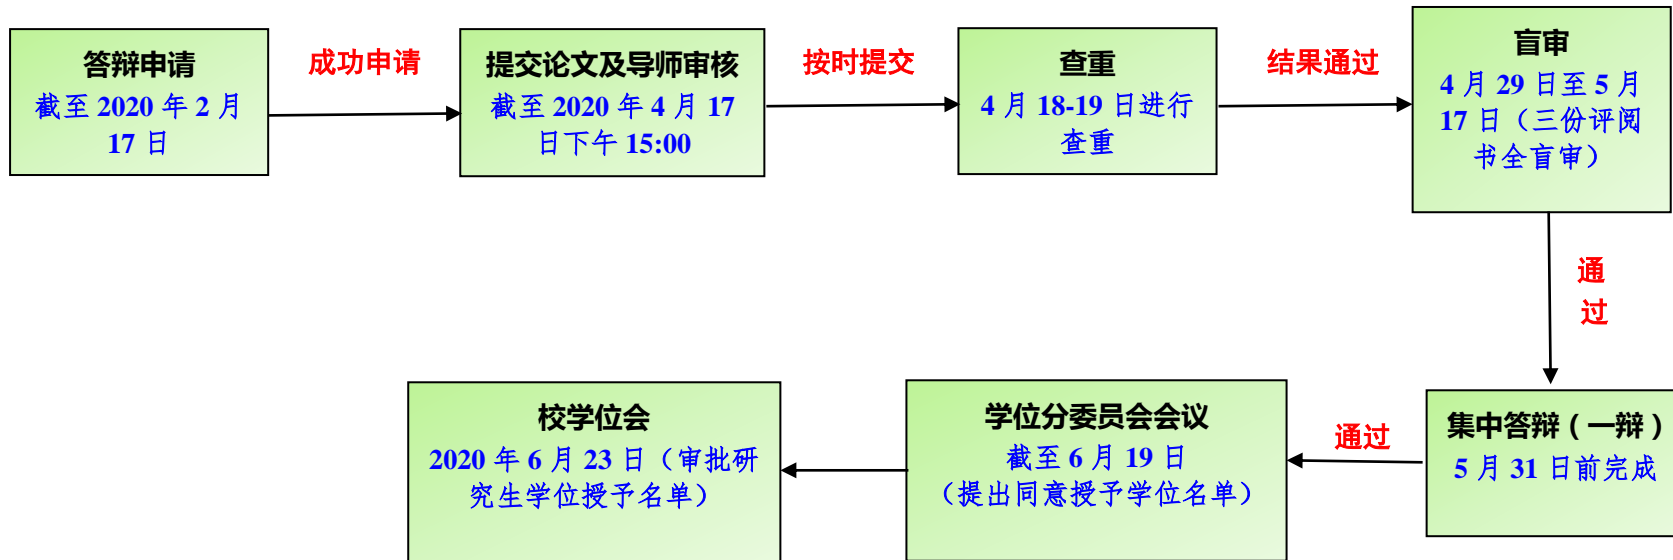 答辩申请
截至 2020 年 2 月
17 日
成功申请
提交论文及导师审核
截至 2020 年 4 月 17
日下午 15:00
按时提交
查重
4 月 18-19 日进行
查重
结果通过
盲审
4 月 29 日至 5 月
17 日（三份评阅
书全盲审）
通
过
集中答辩（一辩）
5 月 31 日前完成
通过
学位分委员会会议
截至 6 月 19 日
（提出同意授予学位名单）
校学位会
2020 年 6 月 23 日（审批研
究生学位授予名单）